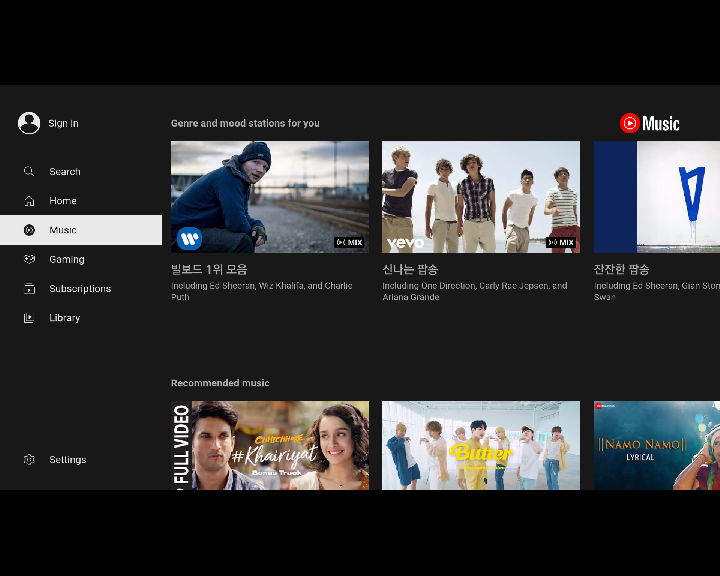 Sign in
Search
Home
Music
Gaming
Subscriptions
Library
Settings
Genre and mood stations for you
Music
MIX
빌보드 1위 모음
Including Ed Sheeran, Wiz Khalifa, and Charlie
Puth
vevo
MIX
신나는 팝송
Including One Direction, Carly Rae Jepsen, and
Ariana Grande
잔잔한 팝송
Including Ed Sheeran, Gian
Swan
Recommended music
FULL VIDEO
CHHICHHORE
#Khairiyat
Bonus Track
Butter
||NAMO NAMO||
LYRICAL